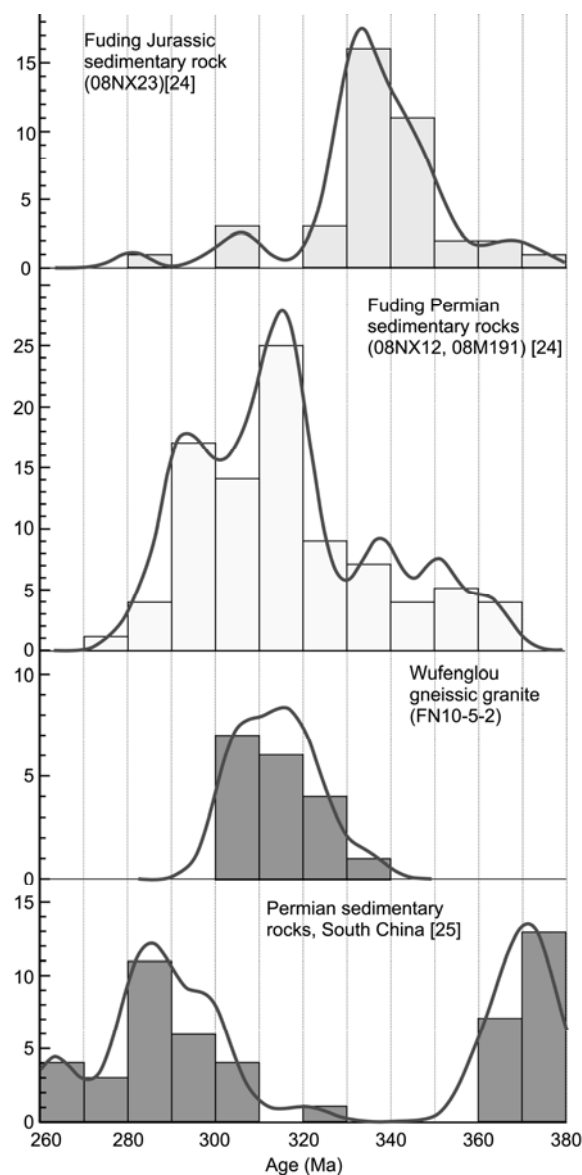 Fuding Jurassic
sedimentary rock
(08NX23)[24]
15
10
5
0
Fuding Permian
sedimentary rocks
(08NX12, 08M191) [24]
25
20
15
10
5
0
Wufenglou
gneissic granite
(FN10-5-2)
10
5
0
Permian sedimentary
rocks, South China [25]
15
10
5
0
260 280 300 320 340 360 380
Age (Ma)